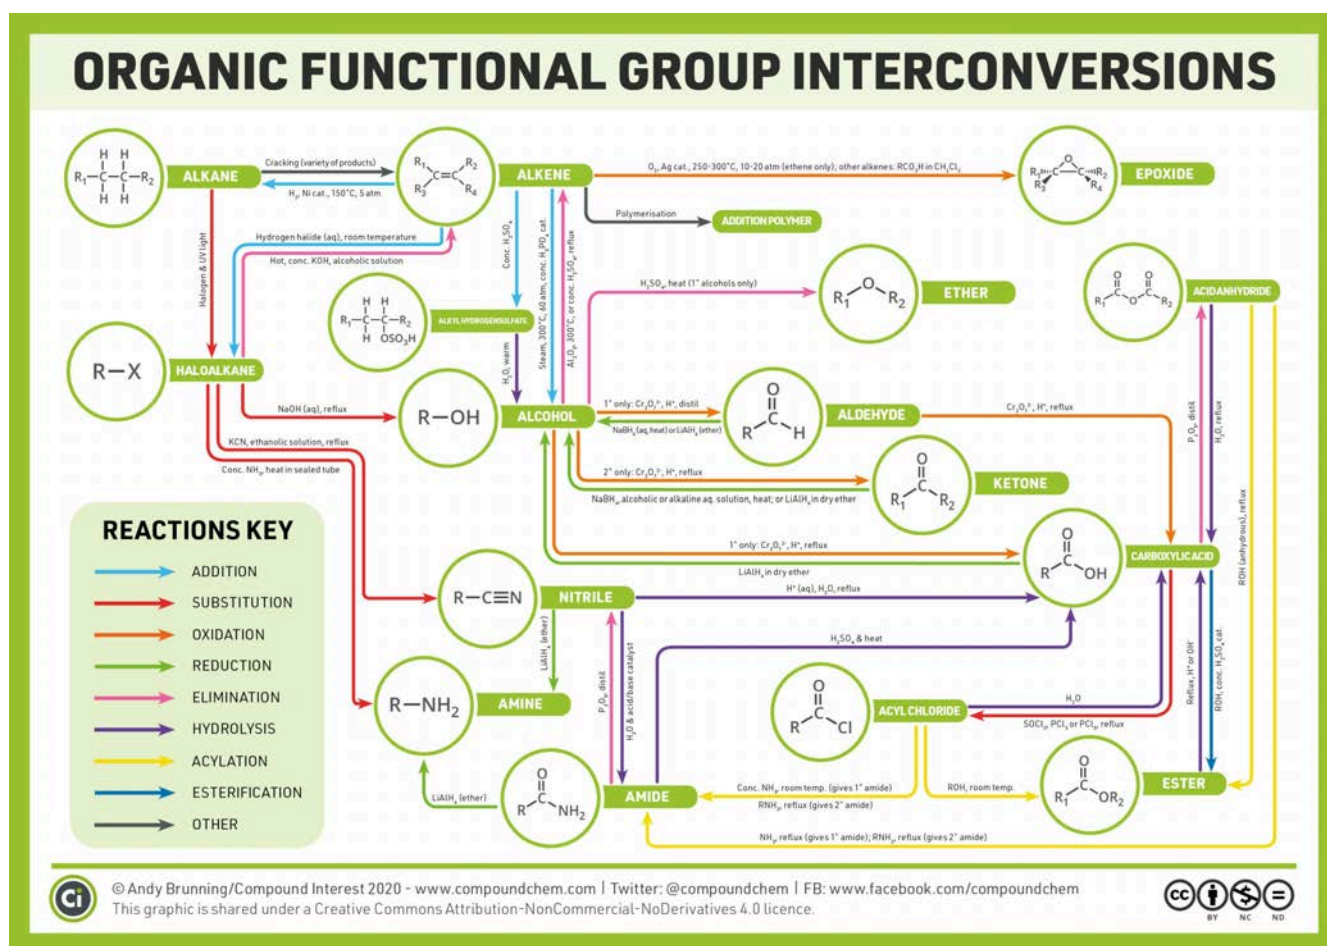 ORGANIC FUNCTIONAL GROUP INTERCONVERSIONS
ALKANE
Cracking (variety of products)
H₂, Ni cat., 150°C, 5 atm
ALKENE
O₂, Ag cat., 250-300°C, 10-20 atm (ethene only); other alkenes: RCO₃H in CH₂Cl₂
EPOXIDE
Polymerisation
ADDITION POLYMER
Halogen & UV light
Hydrogen halide (aq), room temperature
Hot, conc. KOH, alcoholic solution
Conc. H₂SO₄
Steam, 300°C, 60 atm, conc. H₃PO₄ cat.
Al₂O₃, 300°C, or conc. H₂SO₄, reflux
H₂SO₄, heat (1° alcohols only)
ETHER
ACID ANHYDRIDE
ALKYL HYDROGENSULFATE
H₂O, warm
R–X
HALOALKANE
NaOH (aq), reflux
R–OH
ALCOHOL
1° only: Cr₂O₇²⁻, H⁺, distil
NaBH₄ (aq, heat) or LiAlH₄ (ether)
ALDEHYDE
Cr₂O₇²⁻, H⁺, reflux
P₂O₅, distil
H₂O, reflux
KCN, ethanolic solution, reflux
Conc. NH₃, heat in sealed tube
2° only: Cr₂O₇²⁻, H⁺, reflux
NaBH₄, alcoholic or alkaline aq. solution, heat; or LiAlH₄ in dry ether
KETONE
ROH (anhydrous), reflux
1° only: Cr₂O₇²⁻, H⁺, reflux
LiAlH₄ in dry ether
CARBOXYLIC ACID
REACTIONS KEY
ADDITION
SUBSTITUTION
OXIDATION
REDUCTION
ELIMINATION
HYDROLYSIS
ACYLATION
ESTERIFICATION
OTHER
R–C≡N
NITRILE
H⁺ (aq), H₂O, reflux
LiAlH₄ (ether)
P₂O₅, distil
H₂O & acid/base catalyst
H₂SO₄ & heat
Reflux, H⁺ or OH⁻
ROH, conc. H₂SO₄ cat.
R–NH₂
AMINE
ACYL CHLORIDE
H₂O
SOCl₂, PCl₃ or PCl₅, reflux
LiAlH₄ (ether)
AMIDE
Conc. NH₃, room temp. (gives 1° amide)
RNH₂, reflux (gives 2° amide)
ROH, room temp.
ESTER
NH₃, reflux (gives 1° amide); RNH₂, reflux (gives 2° amide)
Ci
© Andy Brunning/Compound Interest 2020 - www.compoundchem.com | Twitter: @compoundchem | FB: www.facebook.com/compoundchem
This graphic is shared under a Creative Commons Attribution-NonCommercial-NoDerivatives 4.0 licence.
CC
BY NC ND